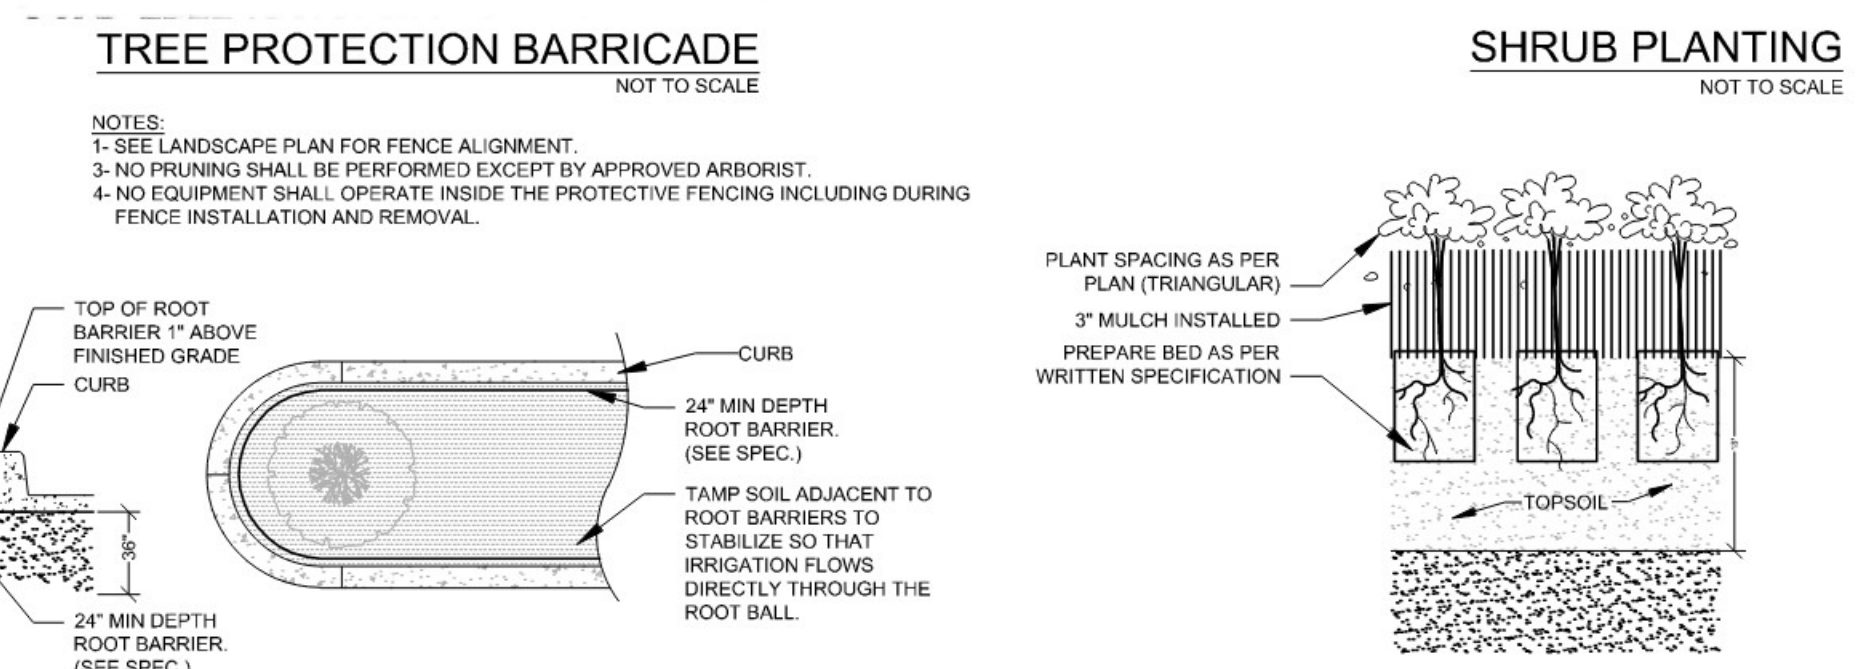 TREE PROTECTION BARRICADE
NOT TO SCALE
NOTES:
1- SEE LANDSCAPE PLAN FOR FENCE ALIGNMENT.
3- NO PRUNING SHALL BE PERFORMED EXCEPT BY APPROVED ARBORIST.
4- NO EQUIPMENT SHALL OPERATE INSIDE THE PROTECTIVE FENCING INCLUDING DURING
FENCE INSTALLATION AND REMOVAL.
TOP OF ROOT
BARRIER 1" ABOVE
FINISHED GRADE
CURB
36"
24" MIN DEPTH
ROOT BARRIER.
(SEE SPEC.)
CURB
24" MIN DEPTH
ROOT BARRIER.
(SEE SPEC.)
TAMP SOIL ADJACENT TO
ROOT BARRIERS TO
STABILIZE SO THAT
IRRIGATION FLOWS
DIRECTLY THROUGH THE
ROOT BALL.
SHRUB PLANTING
NOT TO SCALE
PLANT SPACING AS PER
PLAN (TRIANGULAR)
3" MULCH INSTALLED
PREPARE BED AS PER
WRITTEN SPECIFICATION
TOPSOIL